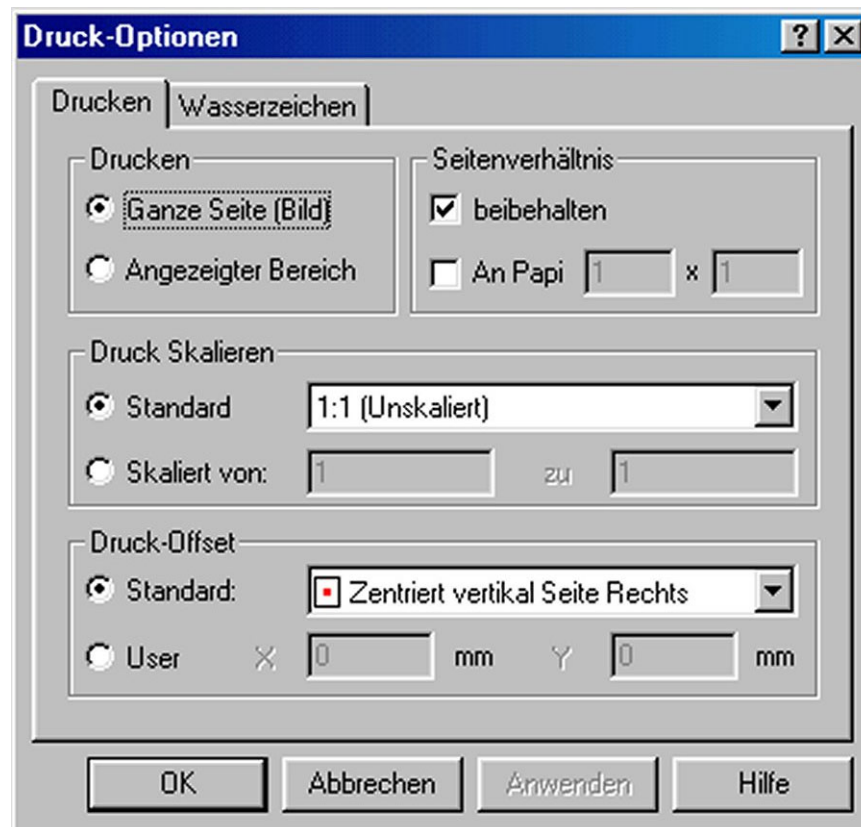 Druck-Optionen
Drucken Wasserzeichen
Drucken
Ganze Seite (Bild)
Angezeigter Bereich
Seitenverhältnis
beibehalten
An Papi 1 x 1
Druck Skalieren
Standard 1:1 (Unskaliert)
Skaliert von: 1 zu 1
Druck-Offset
Standard: Zentriert vertikal Seite Rechts
User X 0 mm Y 0 mm
OK Abbrechen Anwenden Hilfe